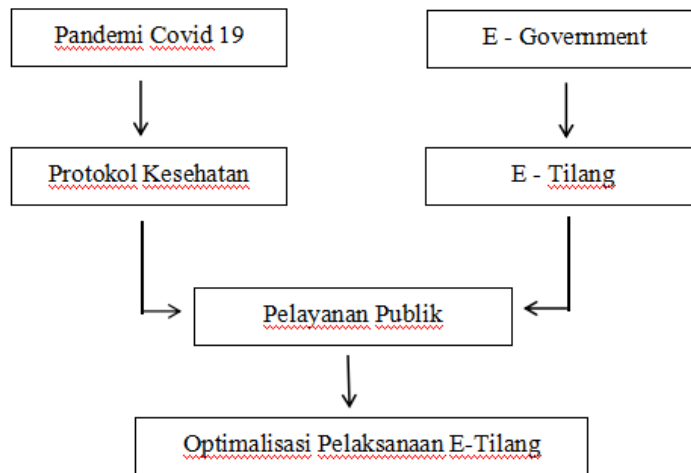 Pandemi Covid 19
E - Government
Protokol Kesehatan
E - Tilang
Pelayanan Publik
Optimalisasi Pelaksanaan E-Tilang